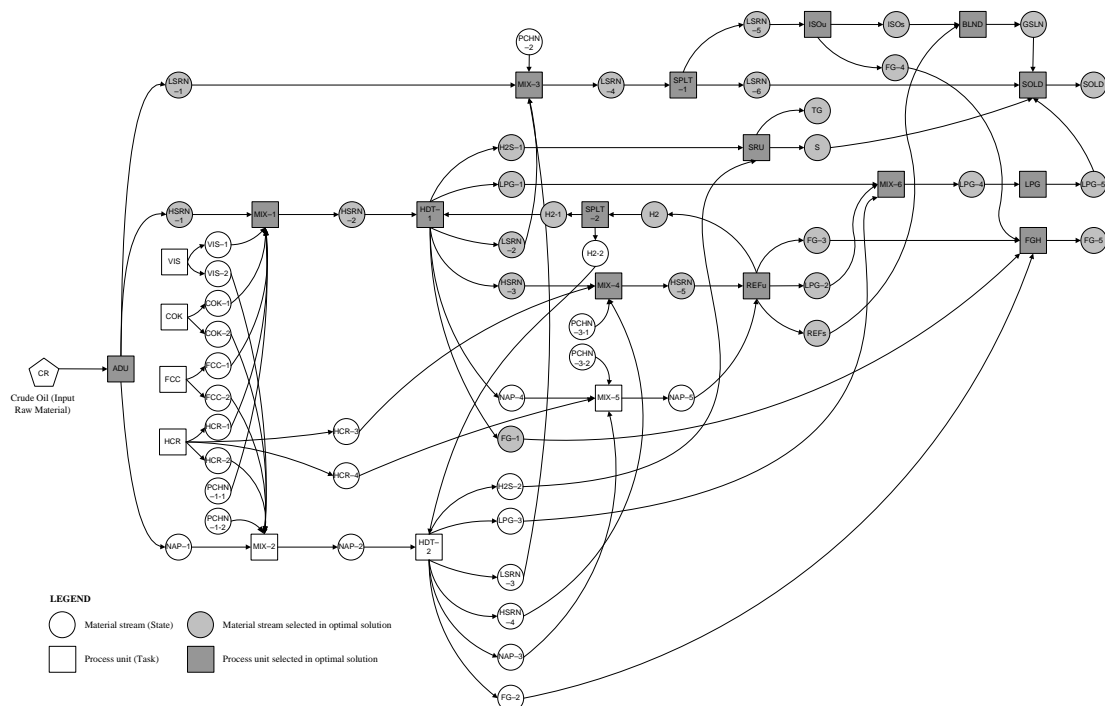 LSRN
–5
ISOu
ISOs
BLND
GSLN
PCHN
–2
FG–4
LSRN
–1
MIX–3
LSRN
–4
SPLT
–1
LSRN
–6
SOLD
SOLD
TG
H2S–1
SRU
S
LPG–1
MIX–6
LPG–4
LPG
LPG–5
HSRN
–1
MIX–1
HSRN
–2
HDT–
1
H2-1
SPLT
–2
H2
LSRN
–2
H2-2
FG–3
FGH
FG–5
VIS
VIS–1
VIS–2
HSRN
–3
MIX–4
HSRN
–5
REFu
LPG–2
COK
COK–1
COK–2
PCHN
–3-1
REFs
PCHN
–3-2
CR
ADU
FCC
FCC–1
FCC–2
NAP–4
MIX–5
NAP–5
Crude Oil (Input
Raw Material)
HCR
HCR–1
HCR–2
HCR–3
HCR–4
FG–1
PCHN
–1-1
PCHN
–1-2
H2S–2
LPG–3
NAP–1
MIX–2
NAP–2
HDT–
2
LSRN
–3
HSRN
–4
NAP–3
FG–2
LEGEND
Material stream (State)
Material stream selected in optimal solution
Process unit (Task)
Process unit selected in optimal solution